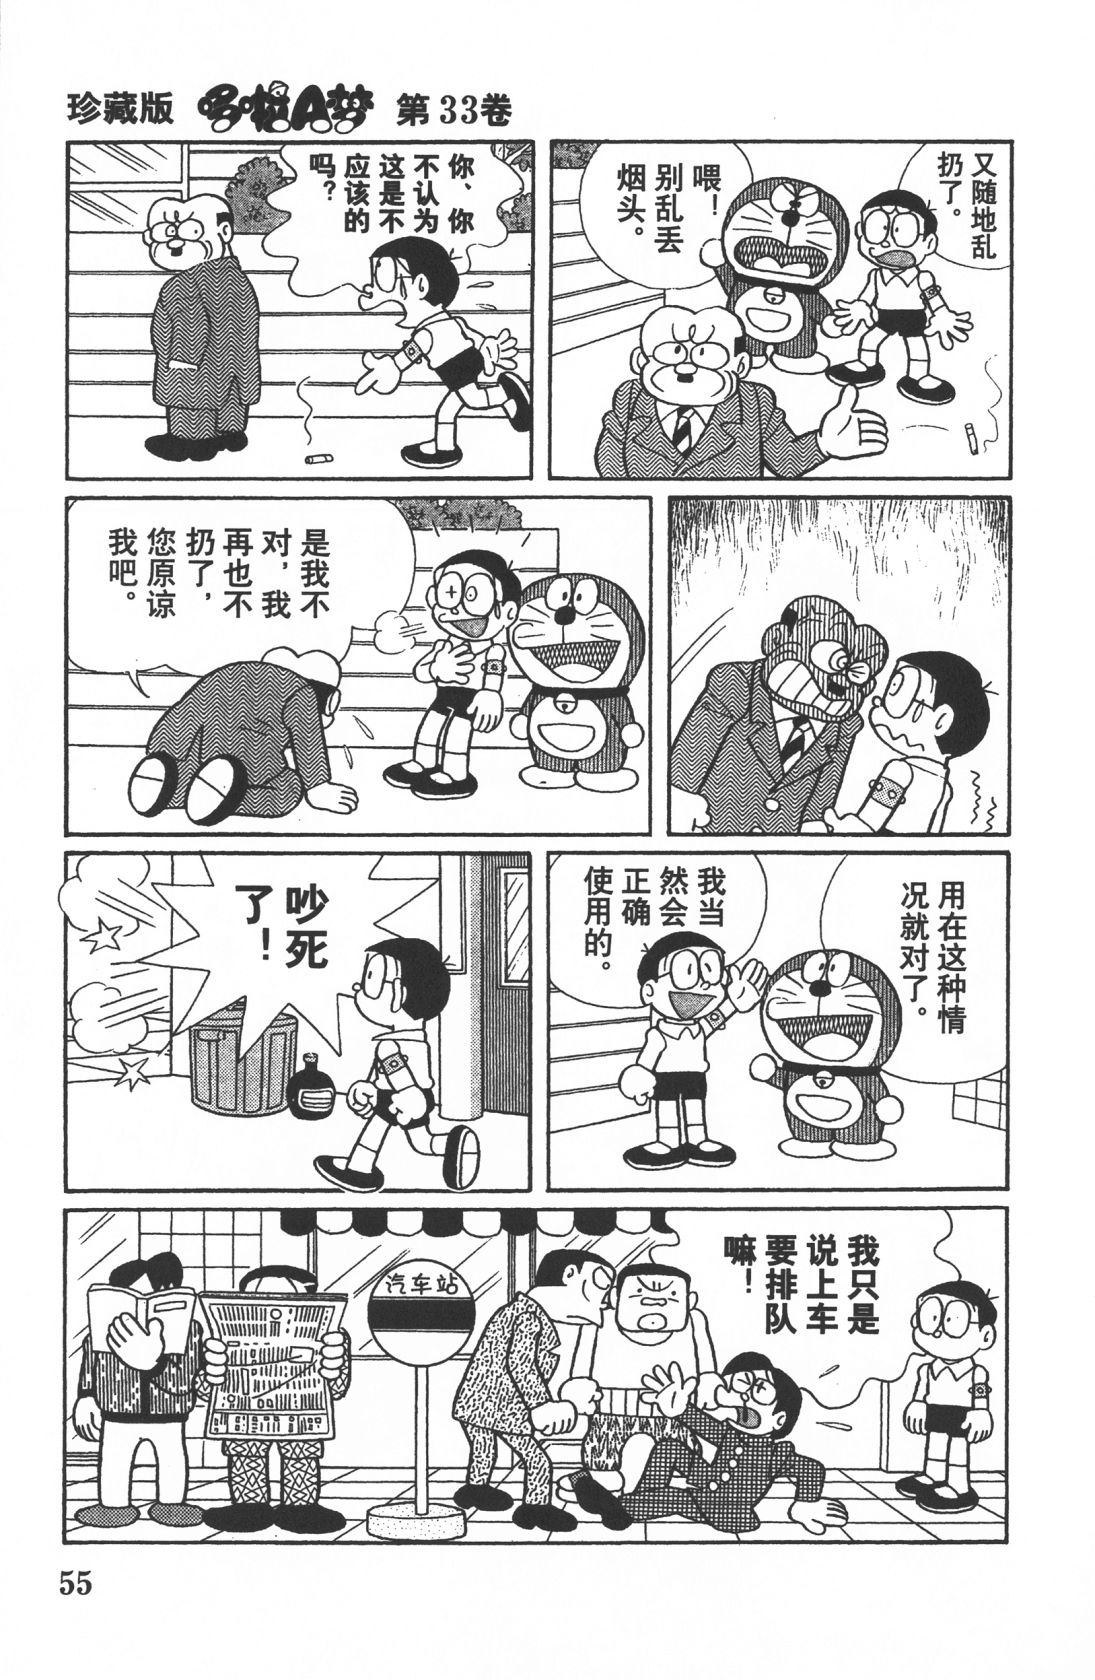 珍藏版 哆啦A梦 第33卷
又随地乱
扔了。
喂！
别乱丢
烟头。
你、你
不认为
这是不
应该的
吗？
是我不
对，我
再也不
扔了，
您原谅
我吧。
用在这种情
况就对了。
我当
然会
正确
使用的。
吵死
了！
我只是
说上车
要排队
嘛！
汽车站
55